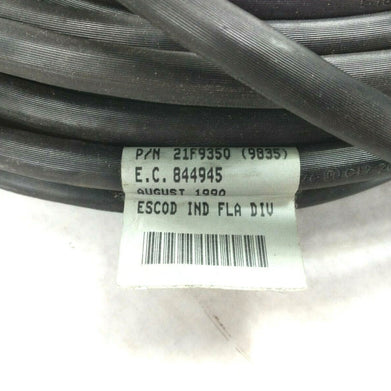 P/N 21F9350 (9835)
E.C. 844945
AUGUST 1990
ESCOD IND FLA DIV